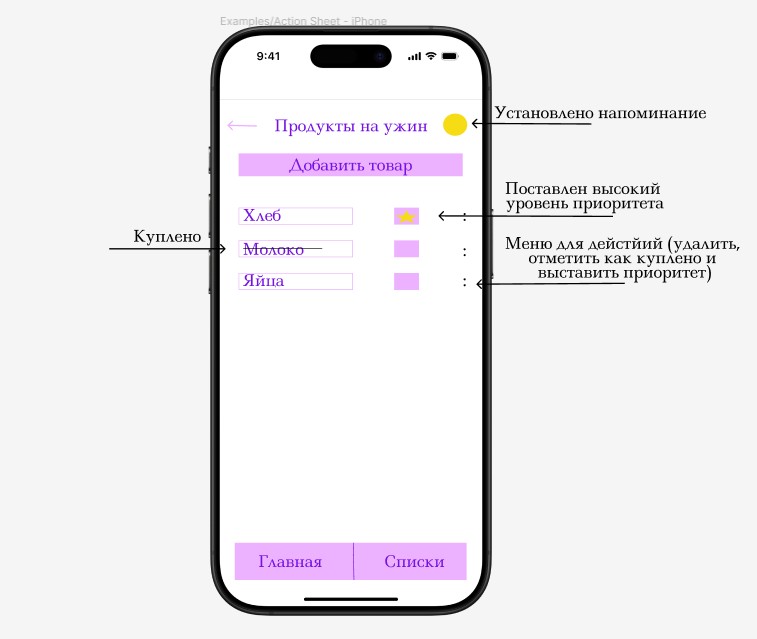 Examples/Action Sheet - iPhone
9:41
Продукты на ужин
Установлено напоминание
Добавить товар
Поставлен высокий
уровень приоритета
Хлеб
:
Куплено
Молоко
:
Меню для действйий (удалить,
отметить как куплено и
выставить приоритет)
Яйца
:
Главная
Списки